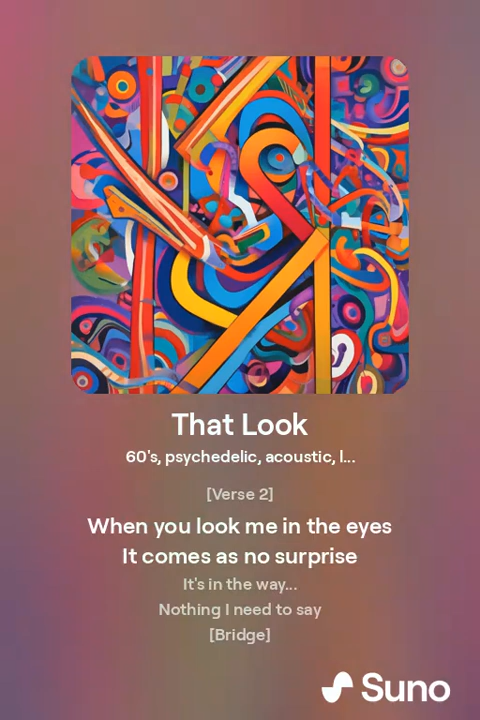 That Look
60's, psychedelic, acoustic, l...
[Verse 2]
When you look me in the eyes
It comes as no surprise
It's in the way...
Nothing I need to say
[Bridge]
Suno